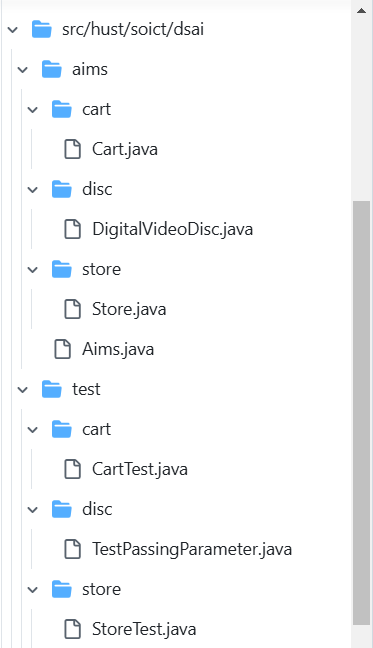 src/hust/soict/dsai
aims
cart
Cart.java
disc
DigitalVideoDisc.java
store
Store.java
Aims.java
test
cart
CartTest.java
disc
TestPassingParameter.java
store
StoreTest.java